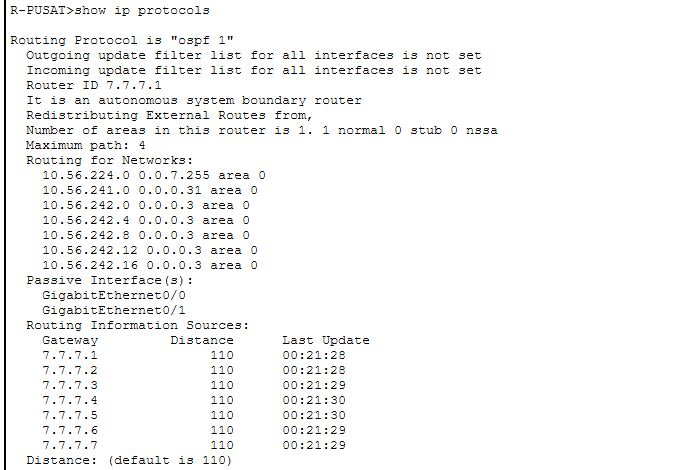 R-PUSAT>show ip protocols
Routing Protocol is "ospf 1"
Outgoing update filter list for all interfaces is not set
Incoming update filter list for all interfaces is not set
Router ID 7.7.7.1
It is an autonomous system boundary router
Redistributing External Routes from,
Number of areas in this router is 1. 1 normal 0 stub 0 nssa
Maximum path: 4
Routing for Networks:
10.56.224.0 0.0.7.255 area 0
10.56.241.0 0.0.0.31 area 0
10.56.242.0 0.0.0.3 area 0
10.56.242.4 0.0.0.3 area 0
10.56.242.8 0.0.0.3 area 0
10.56.242.12 0.0.0.3 area 0
10.56.242.16 0.0.0.3 area 0
Passive Interface(s):
GigabitEthernet0/0
GigabitEthernet0/1
Routing Information Sources:
Gateway Distance Last Update
7.7.7.1 110 00:21:28
7.7.7.2 110 00:21:28
7.7.7.3 110 00:21:29
7.7.7.4 110 00:21:30
7.7.7.5 110 00:21:30
7.7.7.6 110 00:21:29
7.7.7.7 110 00:21:29
Distance: (default is 110)